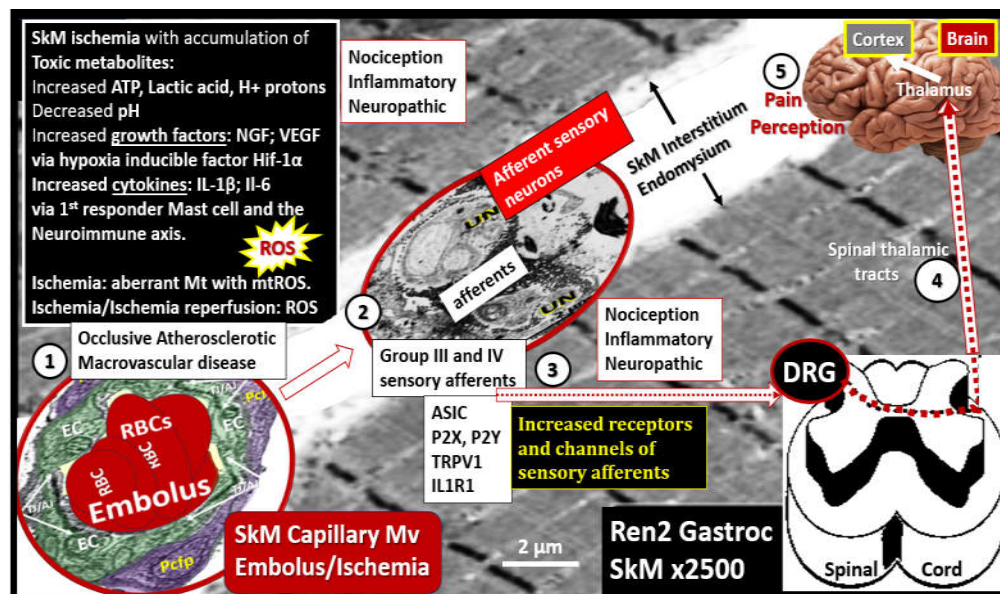 SkM ischemia with accumulation of
Toxic metabolites:
Increased ATP, Lactic acid, H+ protons
Decreased pH
Increased growth factors: NGF; VEGF
via hypoxia inducible factor Hif-1α
Increased cytokines: IL-1β; Il-6
via 1st responder Mast cell and the
Neuroimmune axis.
ROS
Ischemia: aberrant Mt with mtROS.
Ischemia/Ischemia reperfusion: ROS
Nociception
Inflammatory
Neuropathic
Afferent sensory
neurons
UN
afferents
UN
SkM Interstitium
Endomysium
5
Pain
Perception
Cortex
Brain
Thalamus
Spinal thalamic
tracts
4
1
Occlusive Atherosclerotic
Macrovascular disease
2
Group III and IV
sensory afferents
3
Nociception
Inflammatory
Neuropathic
ASIC
P2X, P2Y
TRPV1
IL1R1
Increased receptors
and channels of
sensory afferents
DRG
EC
RBCs
EC
RBC
RBC
Embolus
EC
EC
Pcfp
SkM Capillary Mv
Embolus/Ischemia
2 µm
Ren2 Gastroc
SkM x2500
Spinal Cord